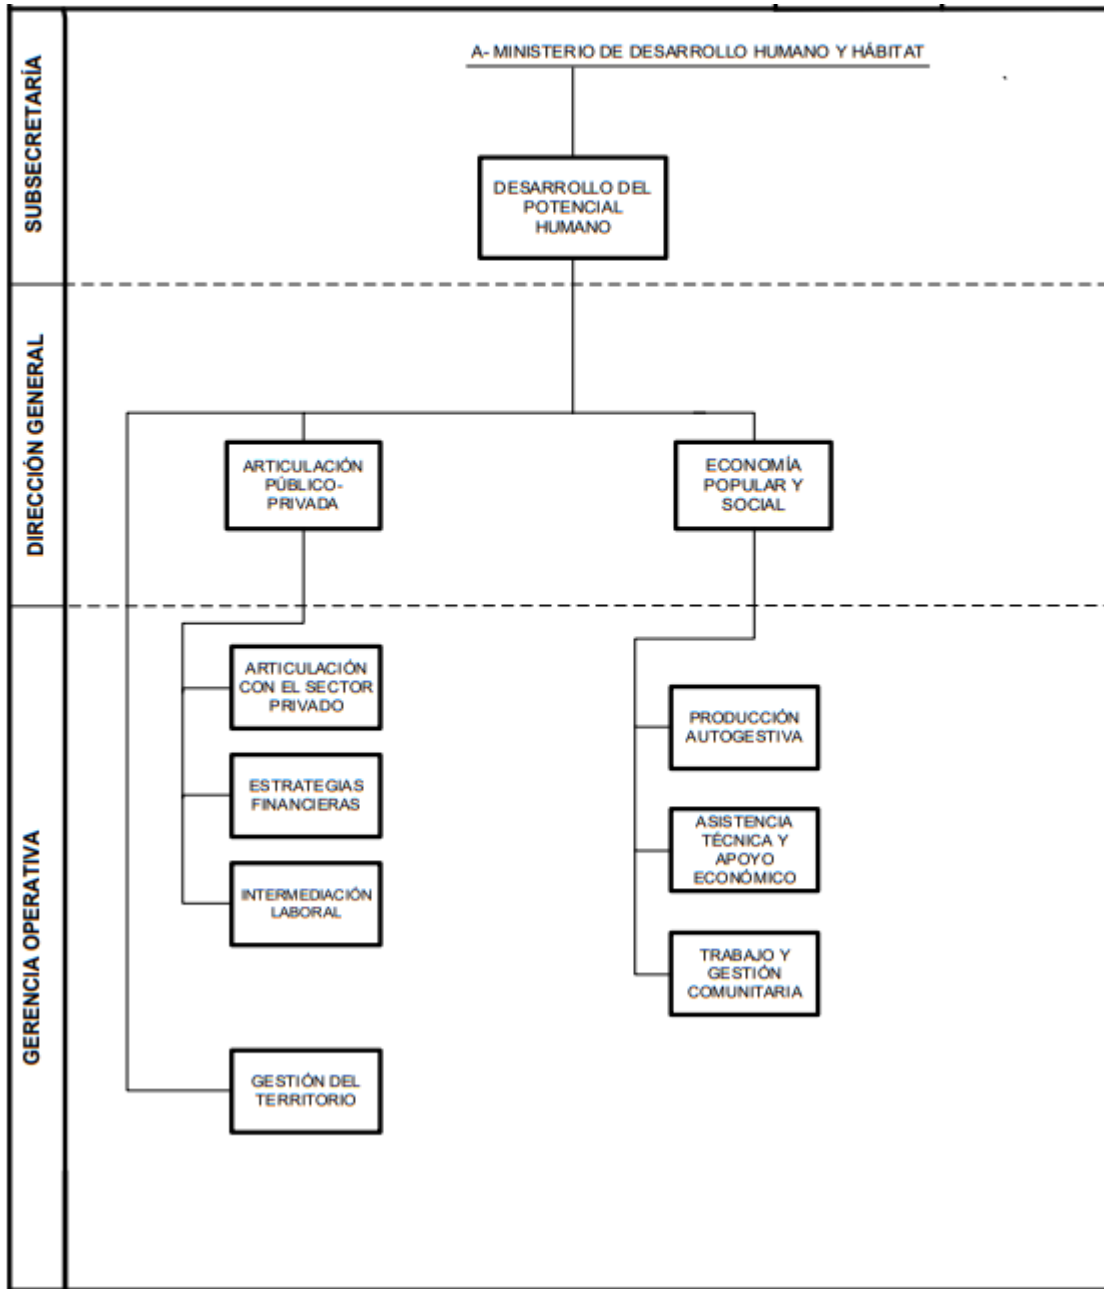 A- MINISTERIO DE DESARROLLO HUMANO Y HÁBITAT
SUBSECRETARÍA
DESARROLLO DEL
POTENCIAL
HUMANO
DIRECCIÓN GENERAL
ARTICULACIÓN
PÚBLICO-
PRIVADA
ECONOMÍA
POPULAR Y
SOCIAL
GERENCIA OPERATIVA
ARTICULACIÓN
CON EL SECTOR
PRIVADO
ESTRATEGIAS
FINANCIERAS
INTERMEDIACIÓN
LABORAL
GESTIÓN DEL
TERRITORIO
PRODUCCIÓN
AUTOGESTIVA
ASISTENCIA
TÉCNICA Y
APOYO
ECONÓMICO
TRABAJO Y
GESTIÓN
COMUNITARIA